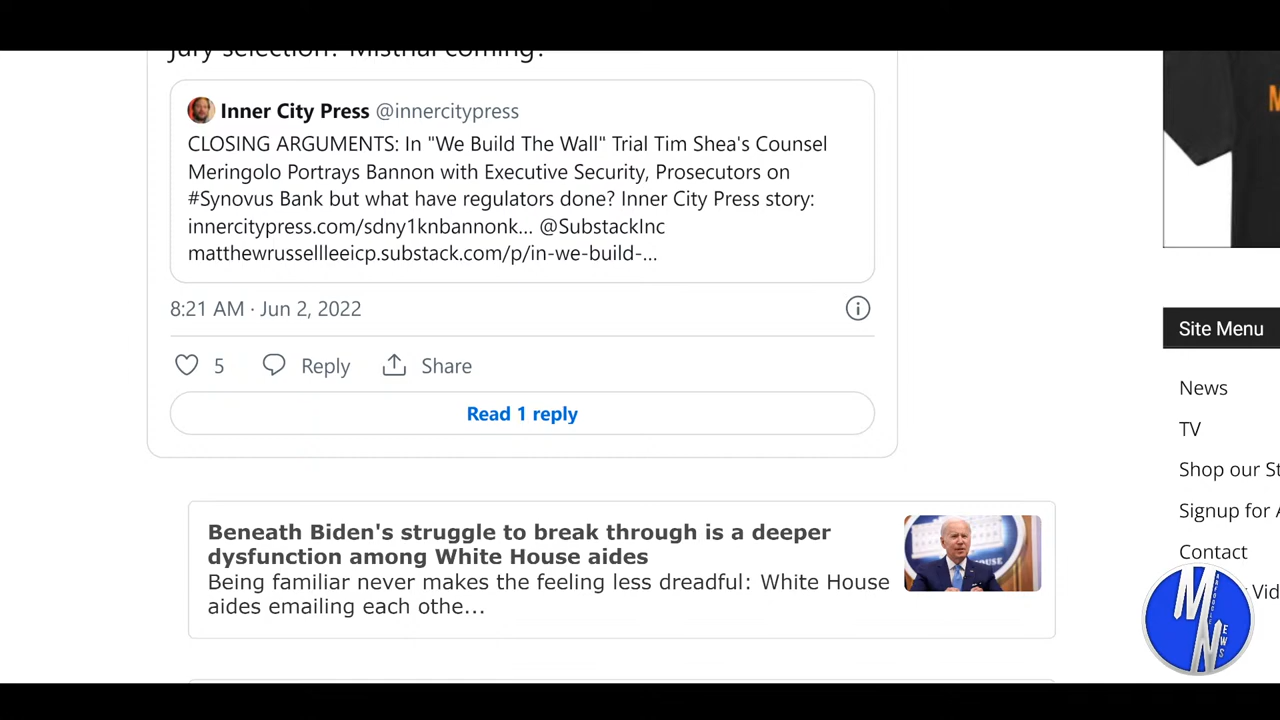 Jury selection? Mistrial coming?
Inner City Press @innercitypress
CLOSING ARGUMENTS: In "We Build The Wall" Trial Tim Shea's Counsel
Meringolo Portrays Bannon with Executive Security, Prosecutors on
#Synovus Bank but what have regulators done? Inner City Press story:
innercitypress.com/sdny1knbannonk... @SubstackInc
matthewrussellleeicp.substack.com/p/in-we-build-...
8:21 AM · Jun 2, 2022
5 Reply Share
Read 1 reply
Beneath Biden's struggle to break through is a deeper
dysfunction among White House aides
Being familiar never makes the feeling less dreadful: White House
aides emailing each othe...
M
Site Menu
News
TV
Shop our St
Signup for A
Contact
Vid
M N
EWS